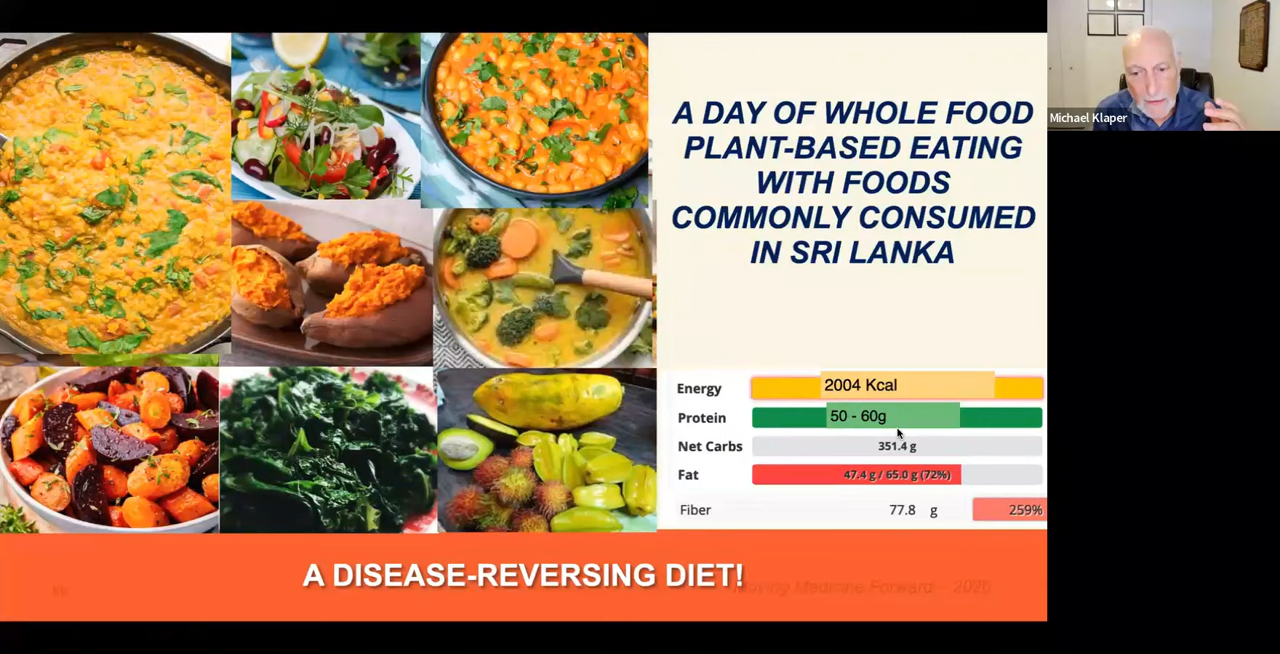 A DAY OF WHOLE FOOD
PLANT-BASED EATING
WITH FOODS
COMMONLY CONSUMED
IN SRI LANKA
Michael Klaper
Energy 2004 Kcal
Protein 50 - 60g
Net Carbs 351.4 g
Fat 47.4 g / 65.0 g (72%)
Fiber 77.8 g 259%
A DISEASE-REVERSING DIET!
Moving Medicine Forward – 2026